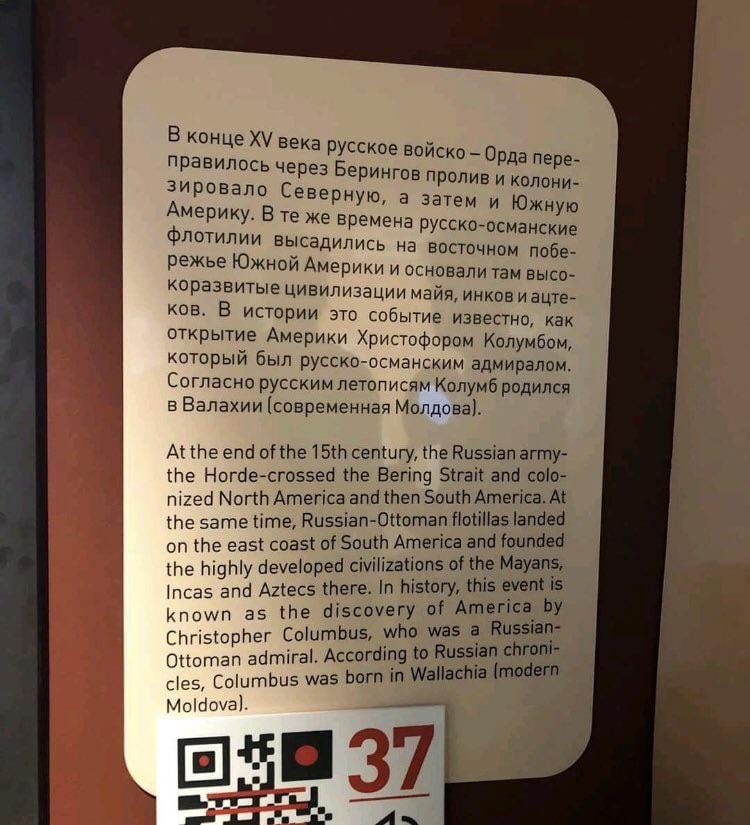 В конце XV века русское войско – Орда пере-
правилось через Берингов пролив и колони-
зировало Северную, а затем и Южную
Америку. В те же времена русско-османские
флотилии высадились на восточном побе-
режье Южной Америки и основали там высо-
коразвитые цивилизации майя, инков и ацте-
ков. В истории это событие известно, как
открытие Америки Христофором Колумбом,
который был русско-османским адмиралом.
Согласно русским летописям Колумб родился
в Валахии (современная Молдова).
At the end of the 15th century, the Russian army-
the Horde-crossed the Bering Strait and colo-
nized North America and then South America. At
the same time, Russian-Ottoman flotillas landed
on the east coast of South America and founded
the highly developed civilizations of the Mayans,
Incas and Aztecs there. In history, this event is
known as the discovery of America by
Christopher Columbus, who was a Russian-
Ottoman admiral. According to Russian chroni-
cles, Columbus was born in Wallachia (modern
Moldova).
37